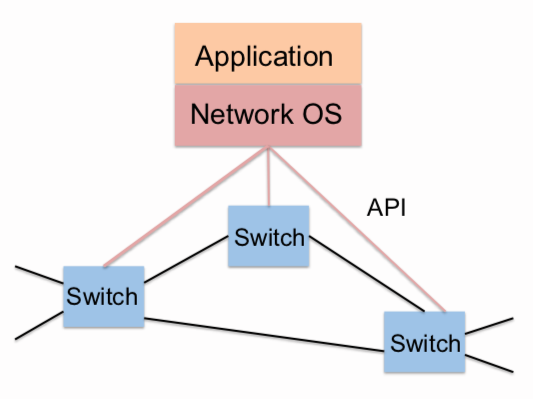 Application
Network OS
API
Switch
Switch
Switch